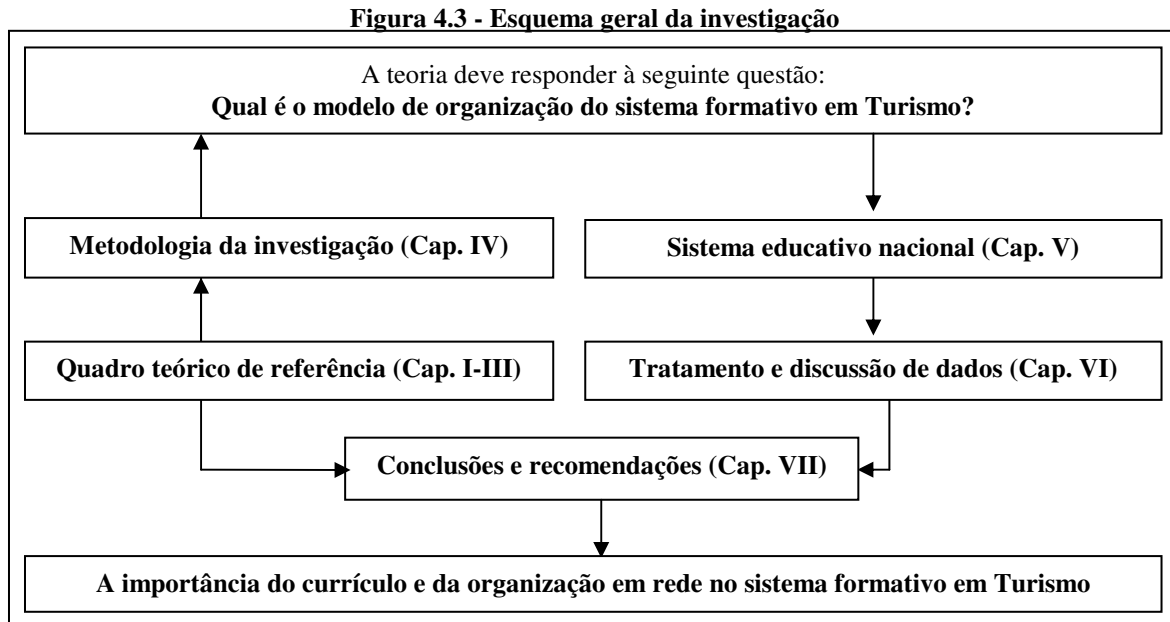 Figura 4.3 - Esquema geral da investigação
A teoria deve responder à seguinte questão:
Qual é o modelo de organização do sistema formativo em Turismo?
Metodologia da investigação (Cap. IV)
Sistema educativo nacional (Cap. V)
Quadro teórico de referência (Cap. I-III)
Tratamento e discussão de dados (Cap. VI)
Conclusões e recomendações (Cap. VII)
A importância do currículo e da organização em rede no sistema formativo em Turismo